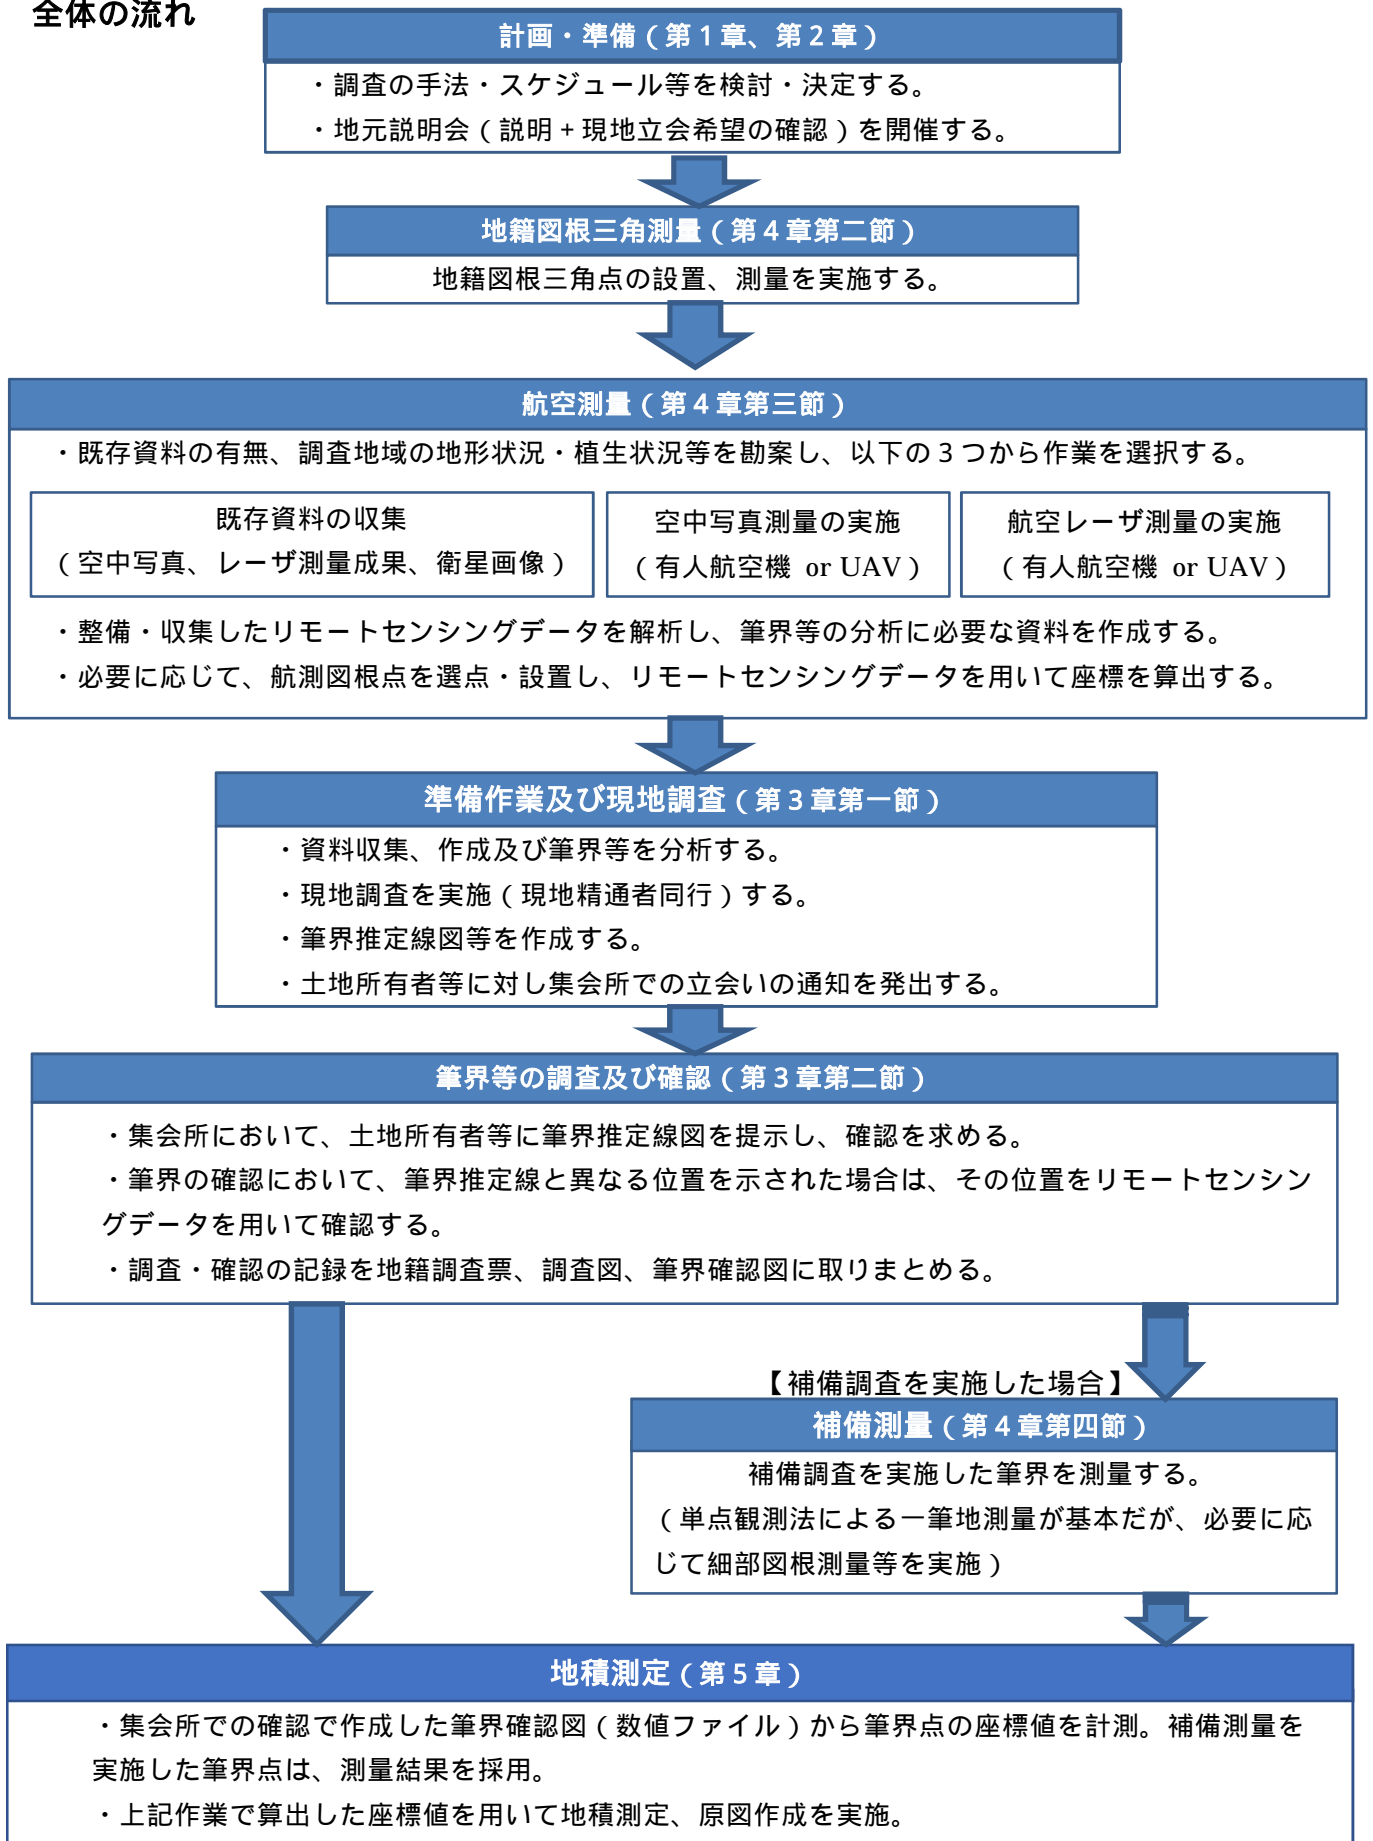 全体の流れ
計画・準備（第１章、第２章）
・調査の手法・スケジュール等を検討・決定する。
・地元説明会（説明＋現地立会希望の確認）を開催する。
地籍図根三角測量（第４章第二節）
地籍図根三角点の設置、測量を実施する。
航空測量（第４章第三節）
・既存資料の有無、調査地域の地形状況・植生状況等を勘案し、以下の３つから作業を選択する。
既存資料の収集
（空中写真、レーザ測量成果、衛星画像）
空中写真測量の実施
（有人航空機 or UAV）
航空レーザ測量の実施
（有人航空機 or UAV）
・整備・収集したリモートセンシングデータを解析し、筆界等の分析に必要な資料を作成する。
・必要に応じて、航測図根点を選点・設置し、リモートセンシングデータを用いて座標を算出する。
準備作業及び現地調査（第３章第一節）
・資料収集、作成及び筆界等を分析する。
・現地調査を実施（現地精通者同行）する。
・筆界推定線図等を作成する。
・土地所有者等に対し集会所での立会いの通知を発出する。
筆界等の調査及び確認（第３章第二節）
・集会所において、土地所有者等に筆界推定線図を提示し、確認を求める。
・筆界の確認において、筆界推定線と異なる位置を示された場合は、その位置をリモートセンシン
グデータを用いて確認する。
・調査・確認の記録を地籍調査票、調査図、筆界確認図に取りまとめる。
【補備調査を実施した場合】
補備測量（第４章第四節）
補備調査を実施した筆界を測量する。
（単点観測法による一筆地測量が基本だが、必要に応
じて細部図根測量等を実施）
地積測定（第５章）
・集会所での確認で作成した筆界確認図（数値ファイル）から筆界点の座標値を計測。補備測量を
実施した筆界点は、測量結果を採用。
・上記作業で算出した座標値を用いて地積測定、原図作成を実施。